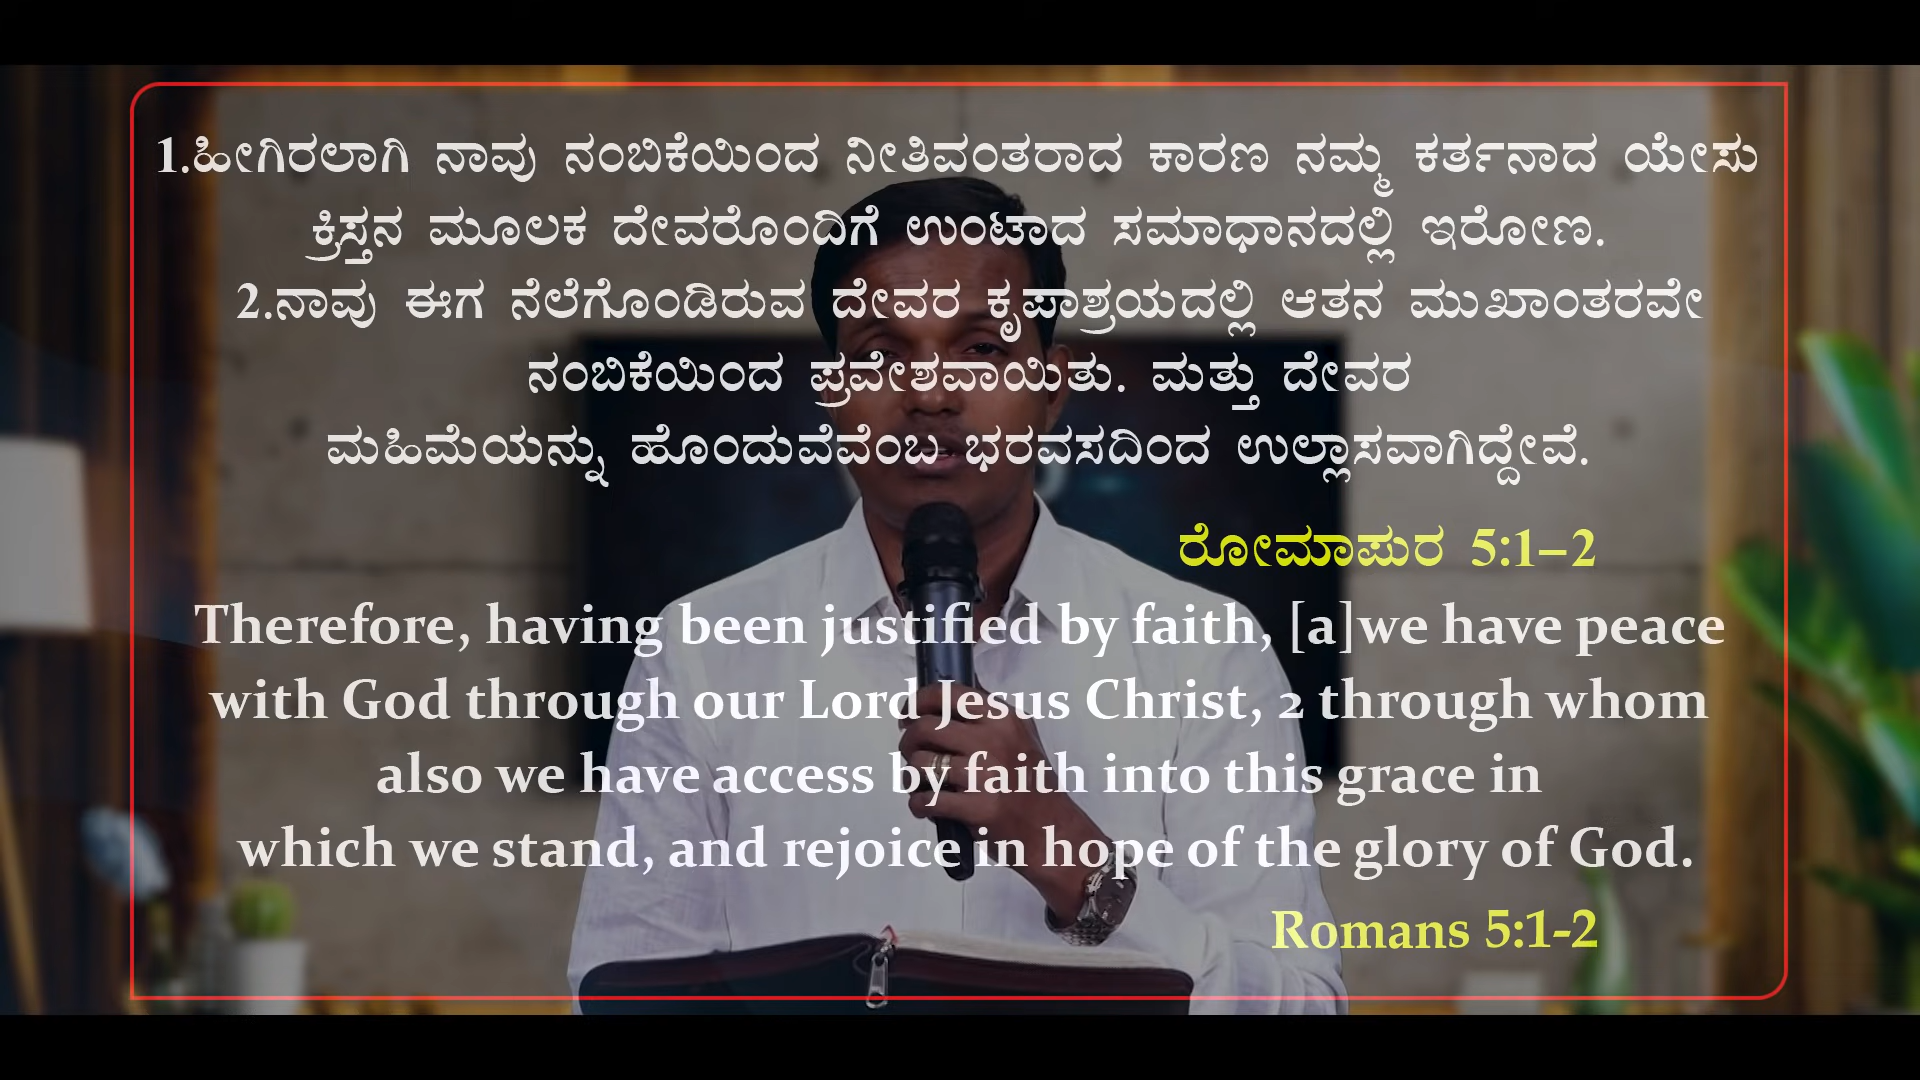 1.ಹೀಗಿರಲಾಗಿ ನಾವು ನಂಬಿಕೆಯಿಂದ ನೀತಿವಂತರಾದ ಕಾರಣ ನಮ್ಮ ಕರ್ತನಾದ ಯೇಸು
ಕ್ರಿಸ್ತನ ಮೂಲಕ ದೇವರೊಂದಿಗೆ ಉಂಟಾದ ಸಮಾಧಾನದಲ್ಲಿ ಇರೋಣ.
2.ನಾವು ಈಗ ನೆಲೆಗೊಂಡಿರುವ ದೇವರ ಕೃಪಾಶ್ರಯದಲ್ಲಿ ಆತನ ಮುಖಾಂತರವೇ
ನಂಬಿಕೆಯಿಂದ ಪ್ರವೇಶವಾಯಿತು. ಮತ್ತು ದೇವರ
ಮಹಿಮೆಯನ್ನು ಹೊಂದುವೆವೆಂಬ ಭರವಸದಿಂದ ಉಲ್ಲಾಸವಾಗಿದ್ದೇವೆ.
ರೋಮಾಪುರ 5:1–2
Therefore, having been justified by faith, [a]we have peace
with God through our Lord Jesus Christ, 2 through whom
also we have access by faith into this grace in
which we stand, and rejoice in hope of the glory of God.
Romans 5:1-2